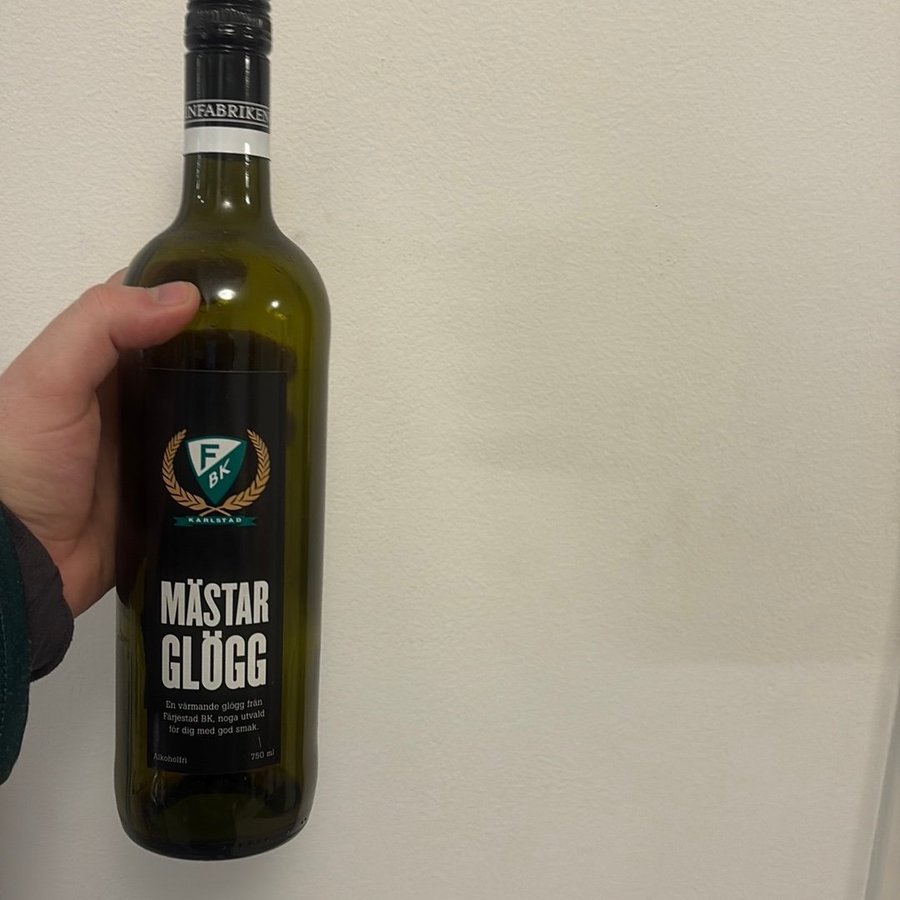 NFABRIKEN
F
BK
KARLSTAD
MÄSTAR
GLÖGG
En värmande glögg från
Färjestad BK, noga utvald
för dig med god smak.
Alkoholfri 750 ml